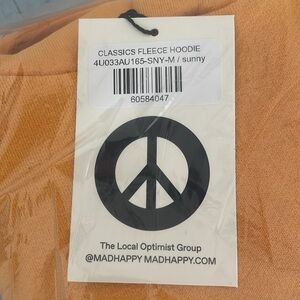 CLASSICS FLEECE HOODIE
4U033AU165-SNY-M / sunny
60584047
The Local Optimist Group
@MADHAPPY MADHAPPY.COM